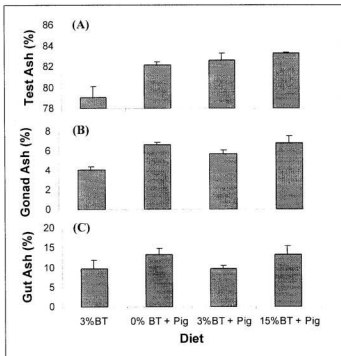 (A)
Test Ash (%)
86
84
82
80
78
(B)
Gonad Ash (%)
8
6
4
2
0
(C)
Gut Ash (%)
20
15
10
5
0
3%BT 0% BT + Pig 3%BT + Pig 15%BT + Pig
Diet